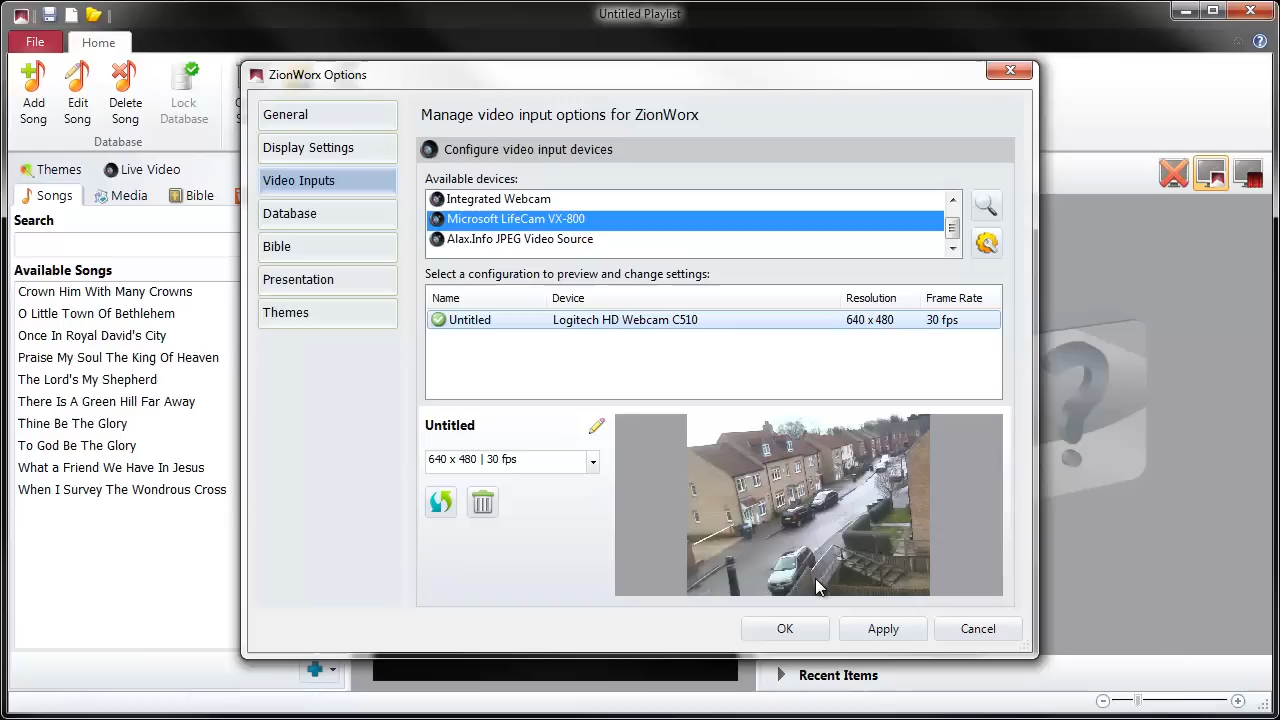 Untitled Playlist
File
Home
Add Song
Edit Song
Delete Song
Lock Database
Database
Themes
Live Video
Songs
Media
Bible
Search
Available Songs
Crown Him With Many Crowns
O Little Town Of Bethlehem
Once In Royal David's City
Praise My Soul The King Of Heaven
The Lord's My Shepherd
There Is A Green Hill Far Away
Thine Be The Glory
To God Be The Glory
What a Friend We Have In Jesus
When I Survey The Wondrous Cross
ZionWorx Options
General
Display Settings
Video Inputs
Database
Bible
Presentation
Themes
Manage video input options for ZionWorx
Configure video input devices
Available devices:
Integrated Webcam
Microsoft LifeCam VX-800
Alax.Info JPEG Video Source
Select a configuration to preview and change settings:
Name Device Resolution Frame Rate
Untitled Logitech HD Webcam C510 640 x 480 30 fps
Untitled
640 x 480 | 30 fps
OK Apply Cancel
Recent Items